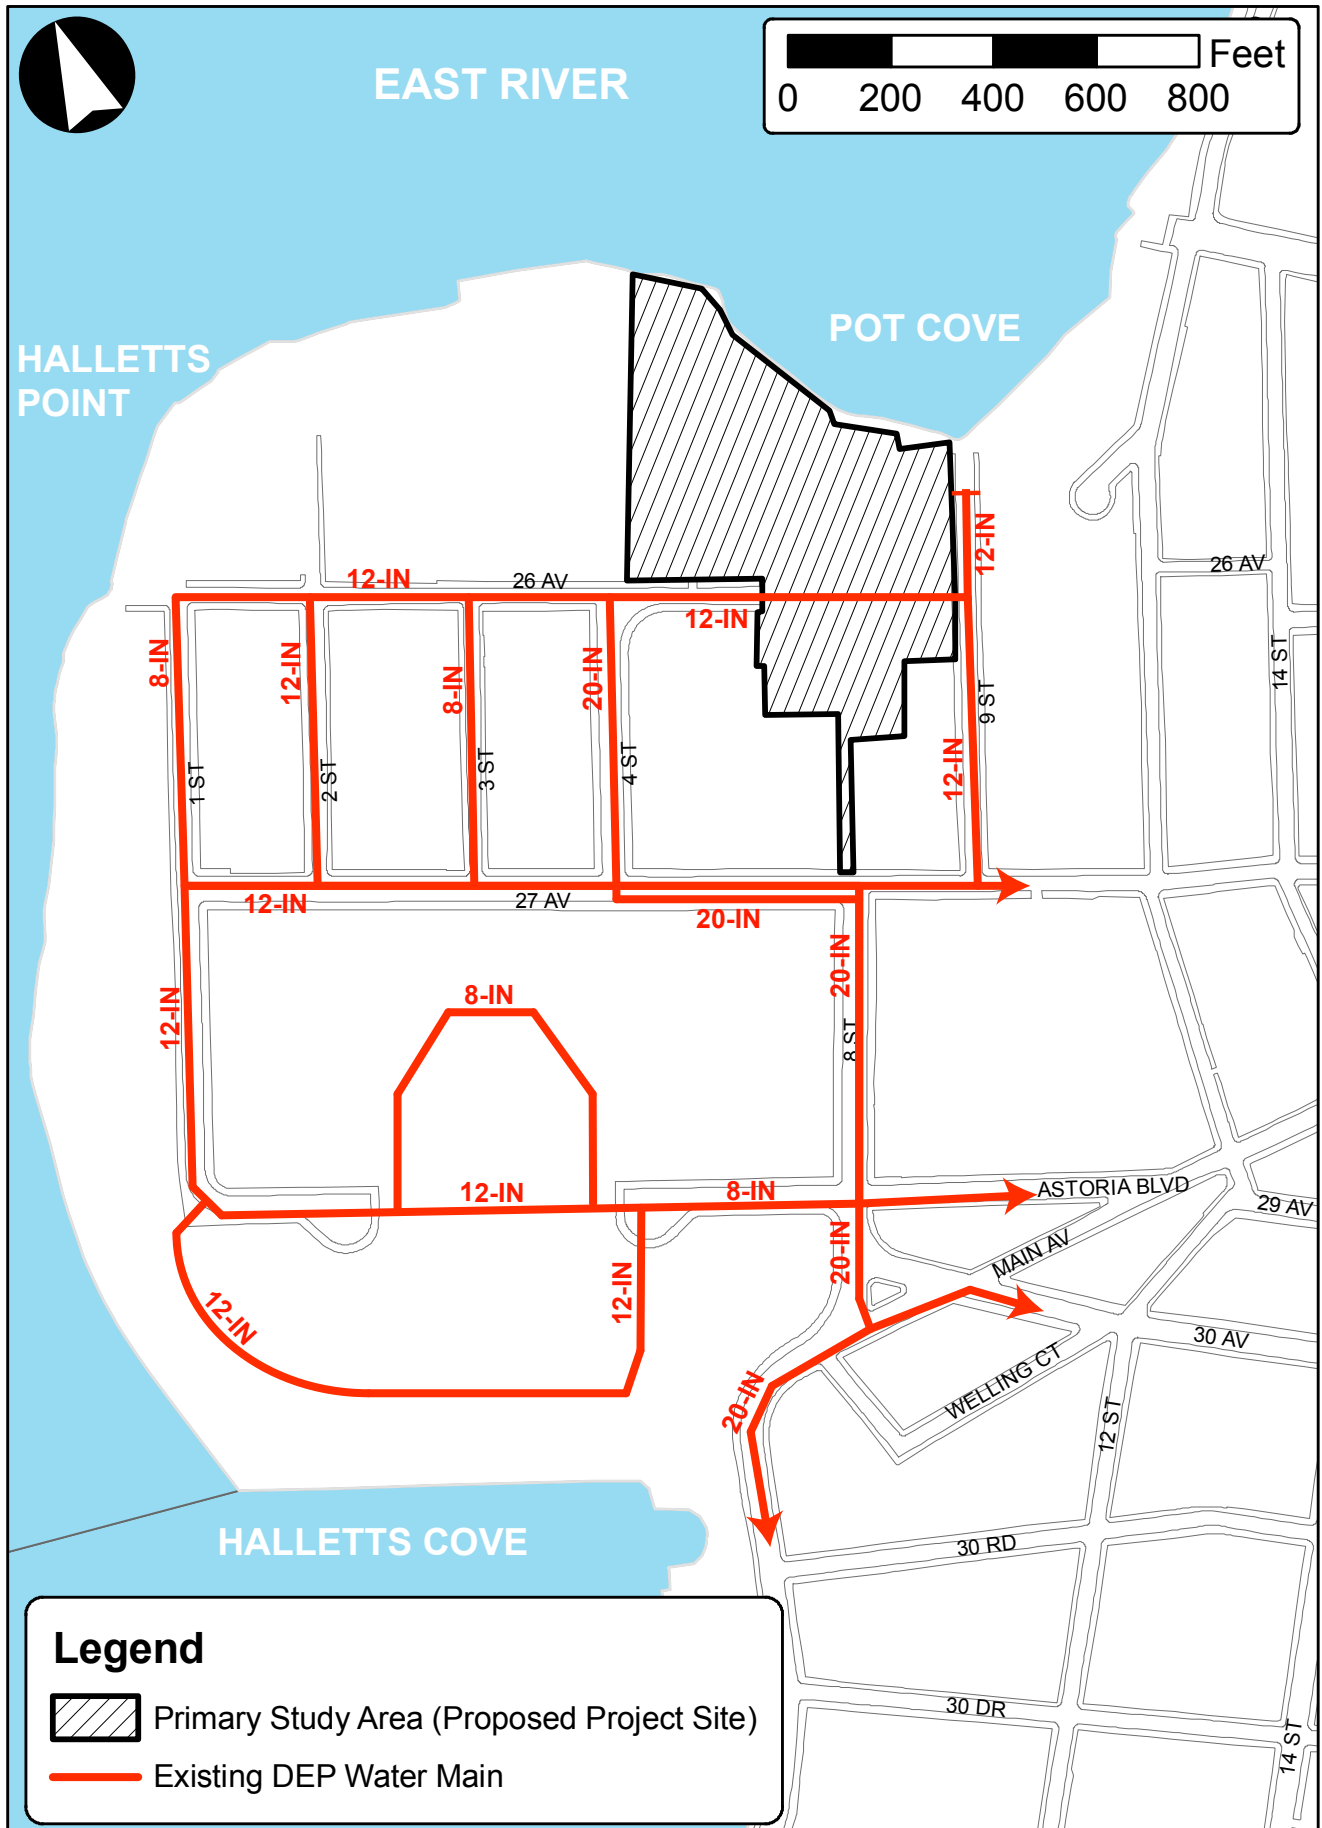 EAST RIVER
Feet
0 200 400 600 800
POT COVE
HALLETTS
POINT
12-IN
26 AV
12-IN
12-IN
26 AV
8-IN
12-IN
8-IN
20-IN
14 ST
9 ST
1 ST
2 ST
3 ST
4 ST
12-IN
12-IN
27 AV
20-IN
20-IN
8-IN
12-IN
8 ST
12-IN
8-IN
ASTORIA BLVD
29 AV
20-IN
MAIN AV
12-IN
12-IN
30 AV
WELLING CT
20-IN
12 ST
HALLETTS COVE
30 RD
30 DR
14 ST
Legend
Primary Study Area (Proposed Project Site)
Existing DEP Water Main